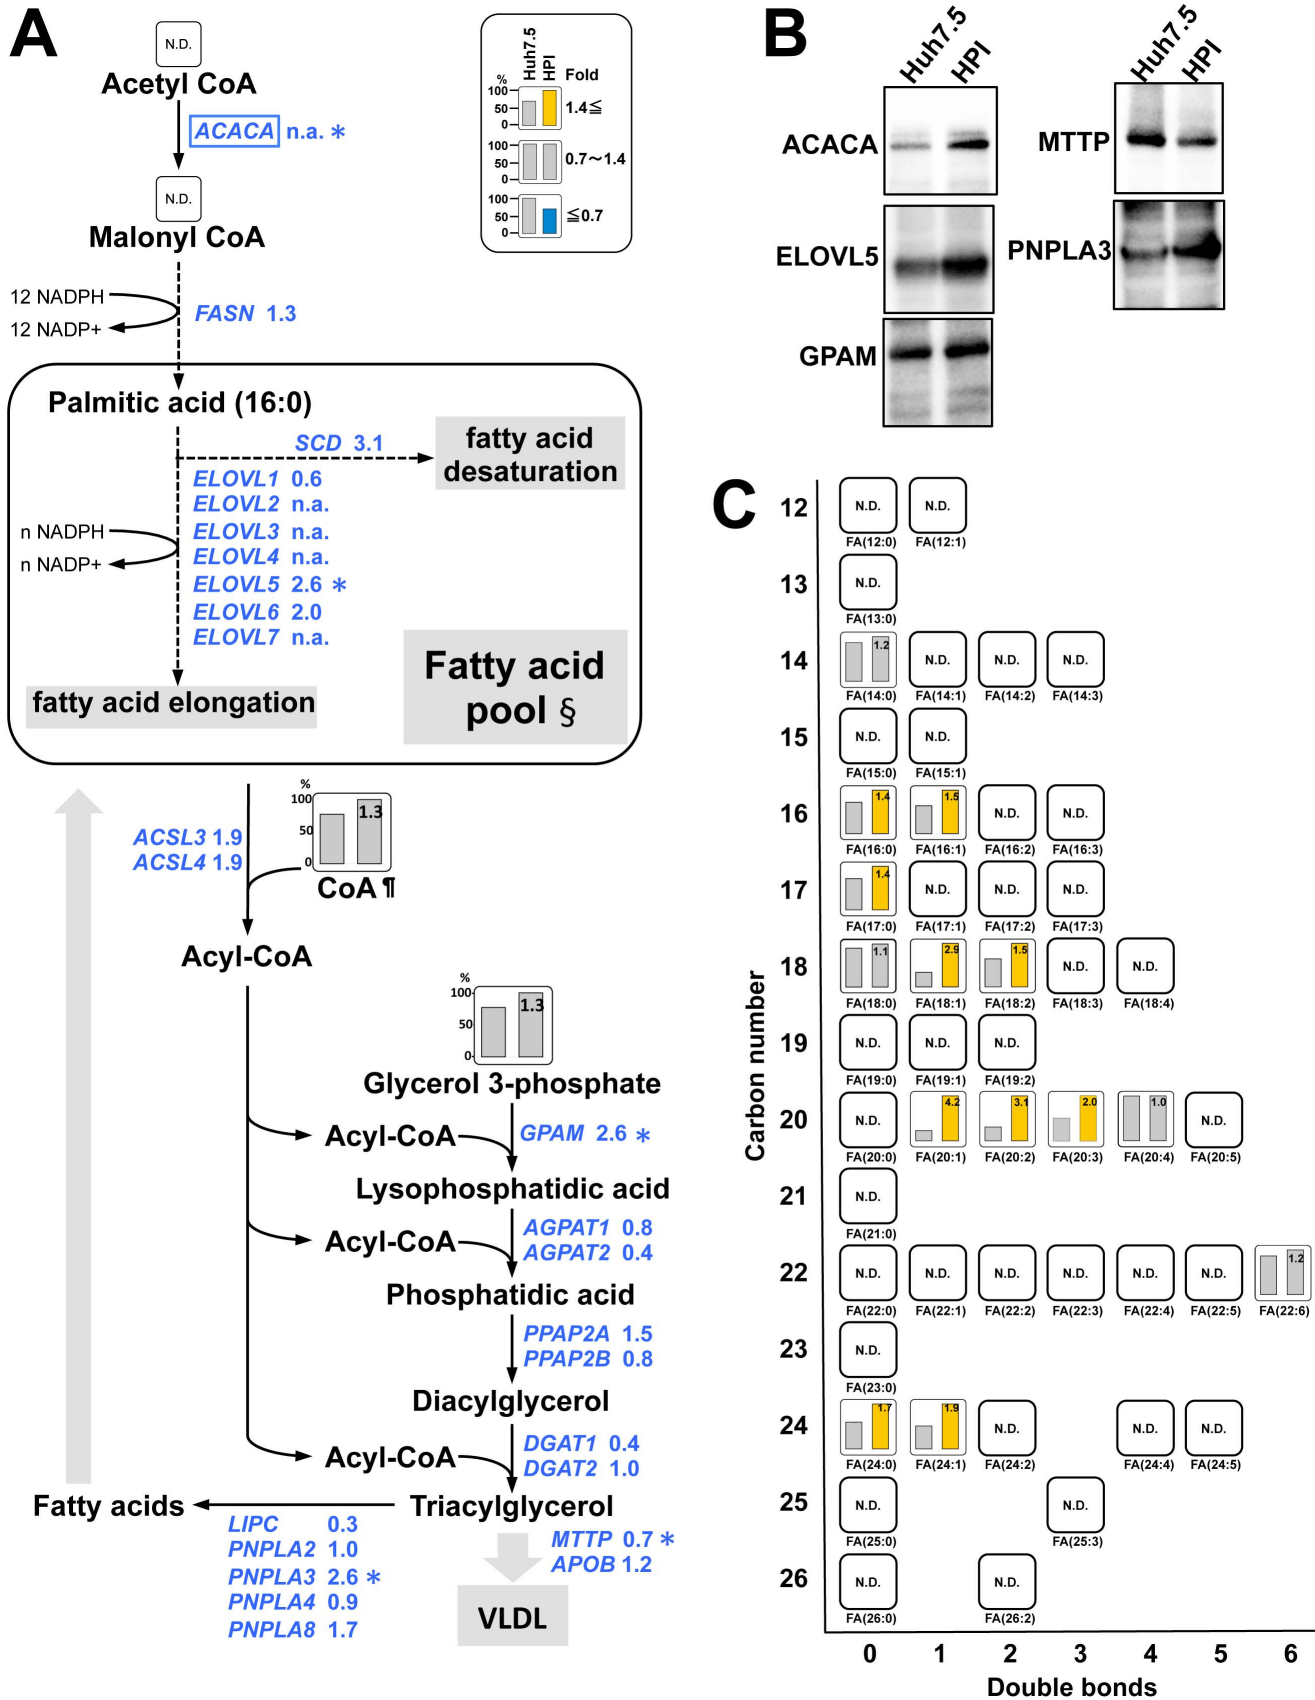 A
N.D.
Acetyl CoA
ACACA n.a. *
N.D.
Malonyl CoA
12 NADPH
12 NADP+
FASN 1.3
Huh7.5
HPI
Fold
%
100
50
0
1.4≦
100
50
0
0.7~1.4
100
50
0
≦0.7
Palmitic acid (16:0)
SCD 3.1
fatty acid
desaturation
ELOVL1 0.6
ELOVL2 n.a.
ELOVL3 n.a.
ELOVL4 n.a.
ELOVL5 2.6 *
ELOVL6 2.0
ELOVL7 n.a.
n NADPH
n NADP+
fatty acid elongation
Fatty acid
pool §
ACSL3 1.9
ACSL4 1.9
%
100
50
0
1.3
CoA ¶
Acyl-CoA
%
100
50
0
1.3
Glycerol 3-phosphate
Acyl-CoA
GPAM 2.6 *
Lysophosphatidic acid
Acyl-CoA
AGPAT1 0.8
AGPAT2 0.4
Phosphatidic acid
PPAP2A 1.5
PPAP2B 0.8
Diacylglycerol
Acyl-CoA
DGAT1 0.4
DGAT2 1.0
Fatty acids
Triacylglycerol
LIPC 0.3
PNPLA2 1.0
PNPLA3 2.6 *
PNPLA4 0.9
PNPLA8 1.7
MTTP 0.7 *
APOB 1.2
VLDL
B
Huh7.5
HPI
ACACA
ELOVL5
GPAM
Huh7.5
HPI
MTTP
PNPLA3
C
Carbon number
12
N.D. N.D.
FA(12:0) FA(12:1)
13
N.D.
FA(13:0)
14
1.2 N.D. N.D. N.D.
FA(14:0) FA(14:1) FA(14:2) FA(14:3)
15
N.D. N.D.
FA(15:0) FA(15:1)
16
1.4 1.5 N.D. N.D.
FA(16:0) FA(16:1) FA(16:2) FA(16:3)
17
1.4 N.D. N.D. N.D.
FA(17:0) FA(17:1) FA(17:2) FA(17:3)
18
1.1 2.9 1.5 N.D. N.D.
FA(18:0) FA(18:1) FA(18:2) FA(18:3) FA(18:4)
19
N.D. N.D. N.D.
FA(19:0) FA(19:1) FA(19:2)
20
N.D. 4.2 3.1 2.0 1.0 N.D.
FA(20:0) FA(20:1) FA(20:2) FA(20:3) FA(20:4) FA(20:5)
21
N.D.
FA(21:0)
22
N.D. N.D. N.D. N.D. N.D. N.D. 1.2
FA(22:0) FA(22:1) FA(22:2) FA(22:3) FA(22:4) FA(22:5) FA(22:6)
23
N.D.
FA(23:0)
24
1.7 1.9 N.D. N.D. N.D.
FA(24:0) FA(24:1) FA(24:2) FA(24:4) FA(24:5)
25
N.D. N.D.
FA(25:0) FA(25:3)
26
N.D. N.D.
FA(26:0) FA(26:2)
0 1 2 3 4 5 6
Double bonds